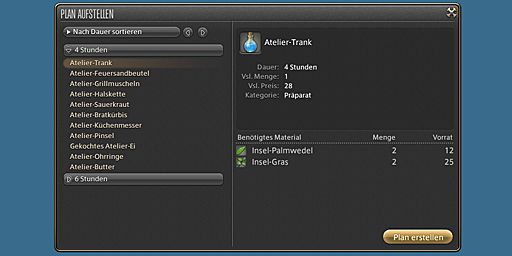 PLAN AUFSTELLEN
Nach Dauer sortieren
4 Stunden
Atelier-Trank
Atelier-Feuersandbeutel
Atelier-Grillmuscheln
Atelier-Halskette
Atelier-Sauerkraut
Atelier-Bratkürbis
Atelier-Küchenmesser
Atelier-Pinsel
Gekochtes Atelier-Ei
Atelier-Ohrringe
Atelier-Butter
6 Stunden
Atelier-Trank
Dauer: 4 Stunden
Vsl. Menge: 1
Vsl. Preis: 28
Kategorie: Präparat
Benötigtes Material Menge Vorrat
Insel-Palmwedel 2 12
Insel-Gras 2 25
Plan erstellen